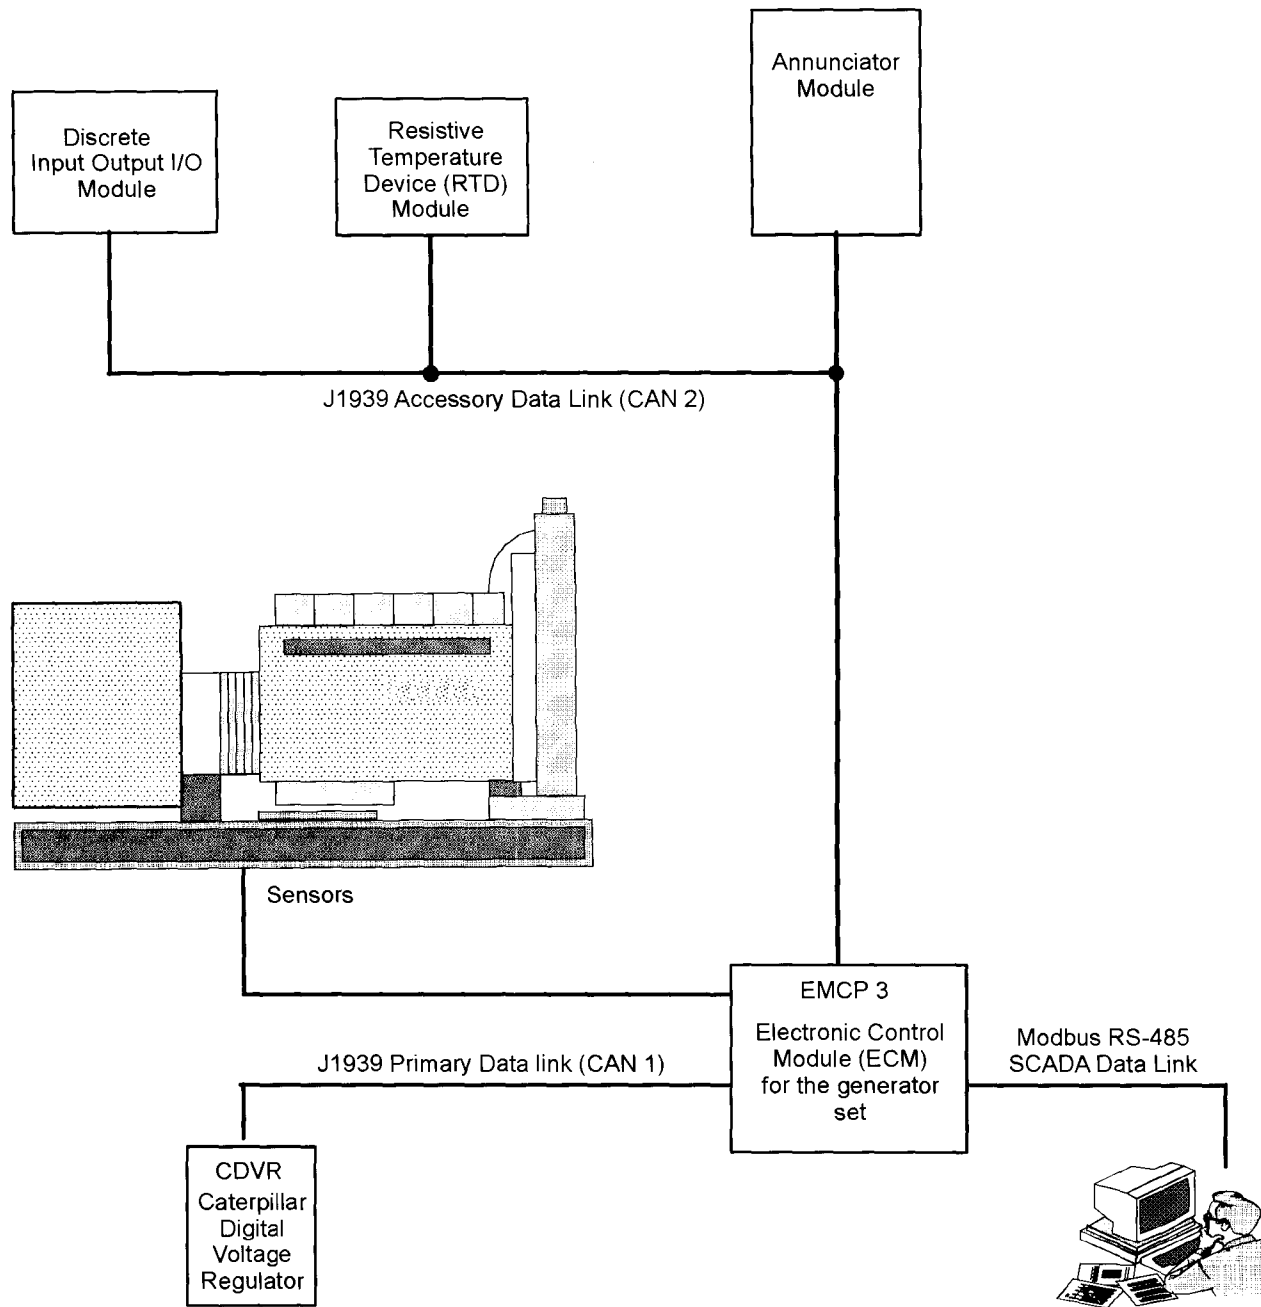 Annunciator
Module
Discrete
Input Output I/O
Module
Resistive
Temperature
Device (RTD)
Module
J1939 Accessory Data Link (CAN 2)
Sensors
EMCP 3
Electronic Control
Module (ECM)
for the generator
set
Modbus RS-485
SCADA Data Link
J1939 Primary Data link (CAN 1)
CDVR
Caterpillar
Digital
Voltage
Regulator